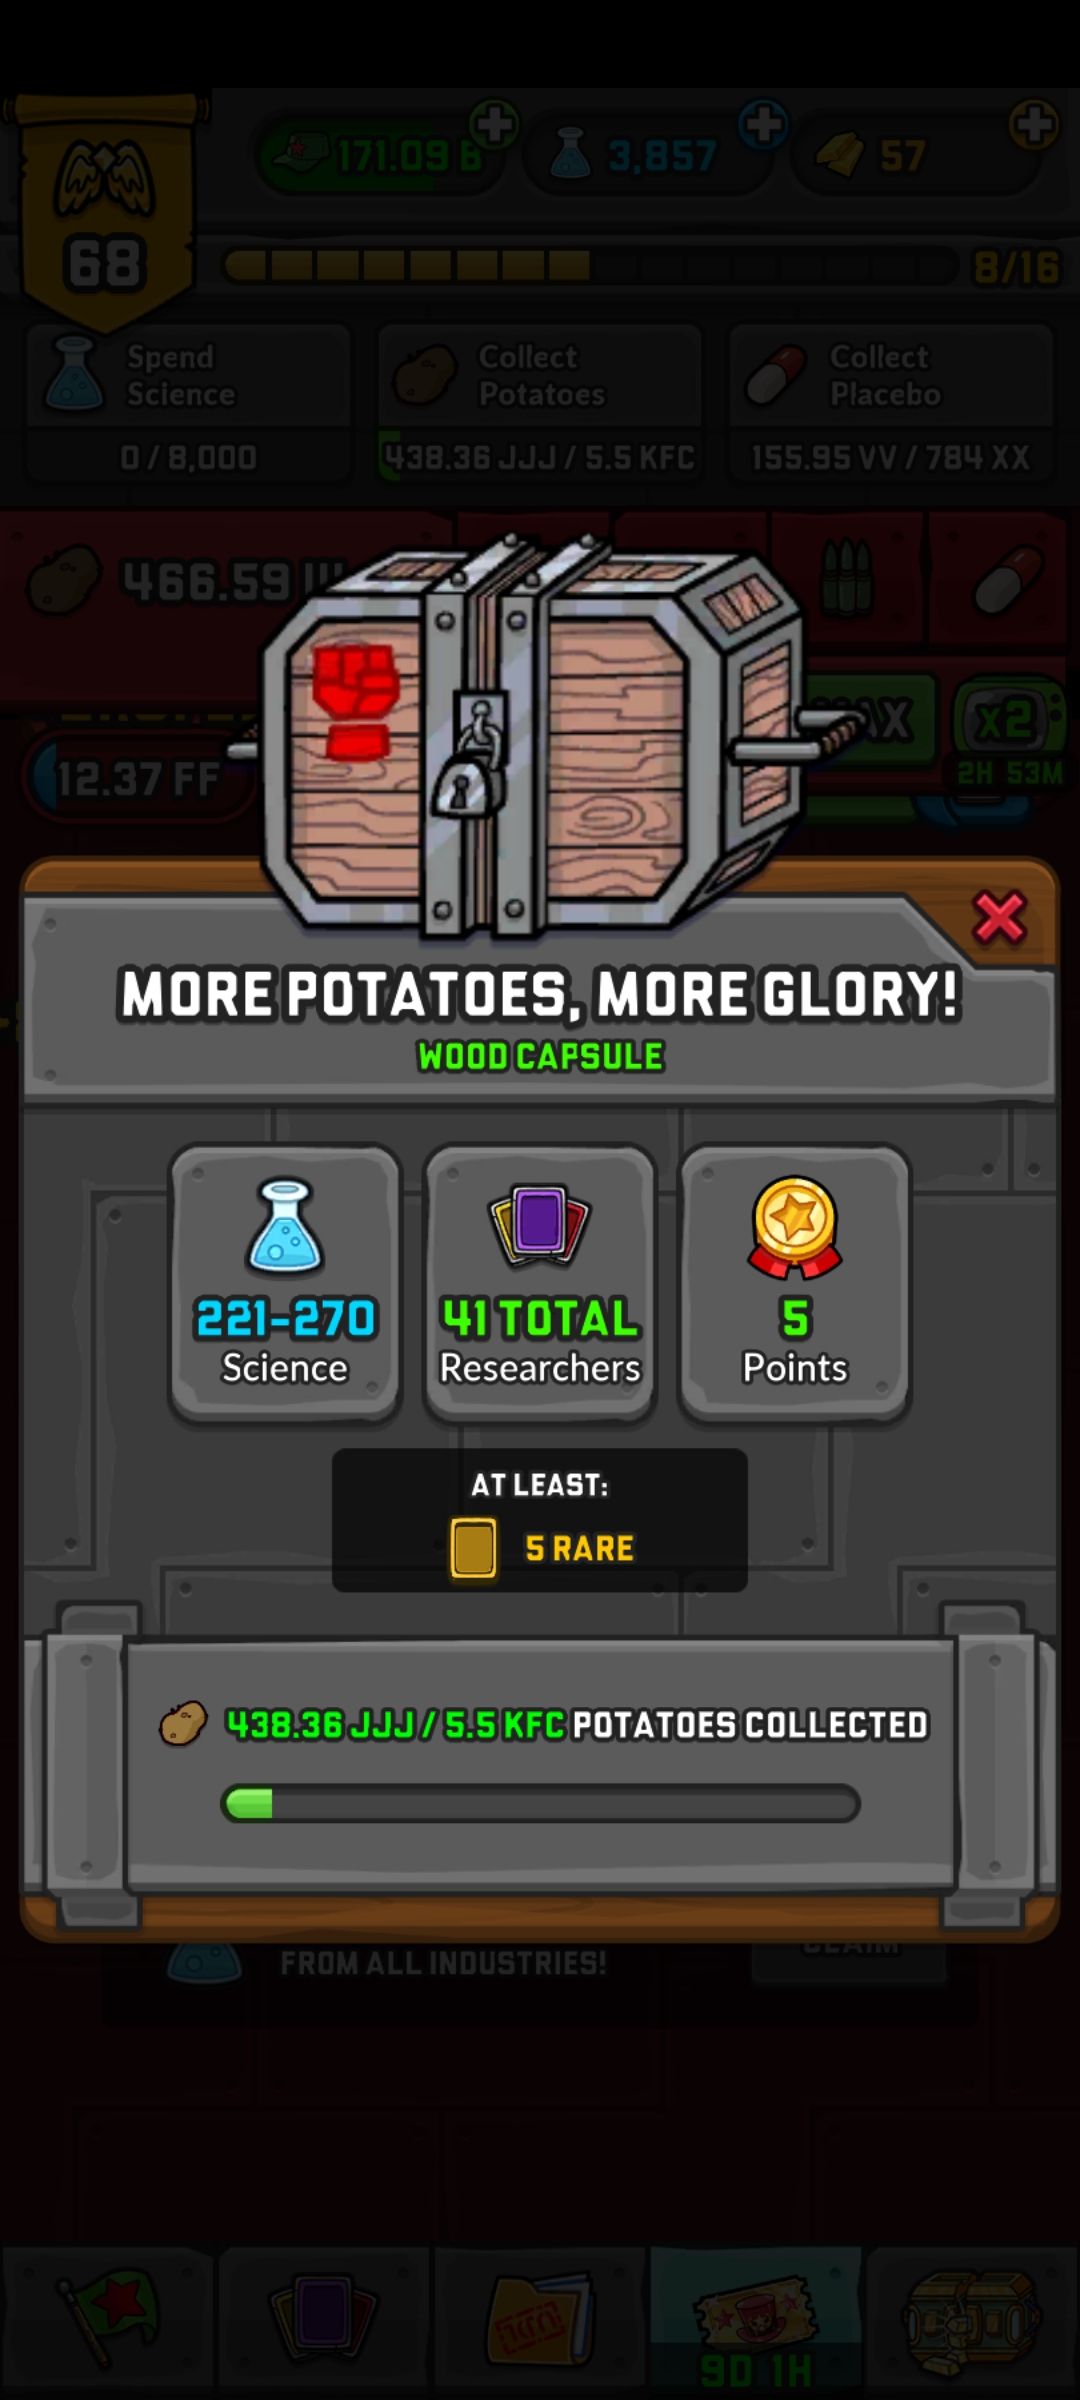 171.09 B
3,857
57
68
8/16
Spend
Science
0 / 8,000
Collect
Potatoes
438.36 JJJ / 5.5 KFC
Collect
Placebo
155.95 VV / 784 XX
466.59
x2
12.37 FF
2H 53M
MORE POTATOES, MORE GLORY!
WOOD CAPSULE
221-270
Science
41 TOTAL
Researchers
5
Points
AT LEAST:
5 RARE
438.36 JJJ / 5.5 KFC POTATOES COLLECTED
FROM ALL INDUSTRIES!
CLAIM
9D 1H